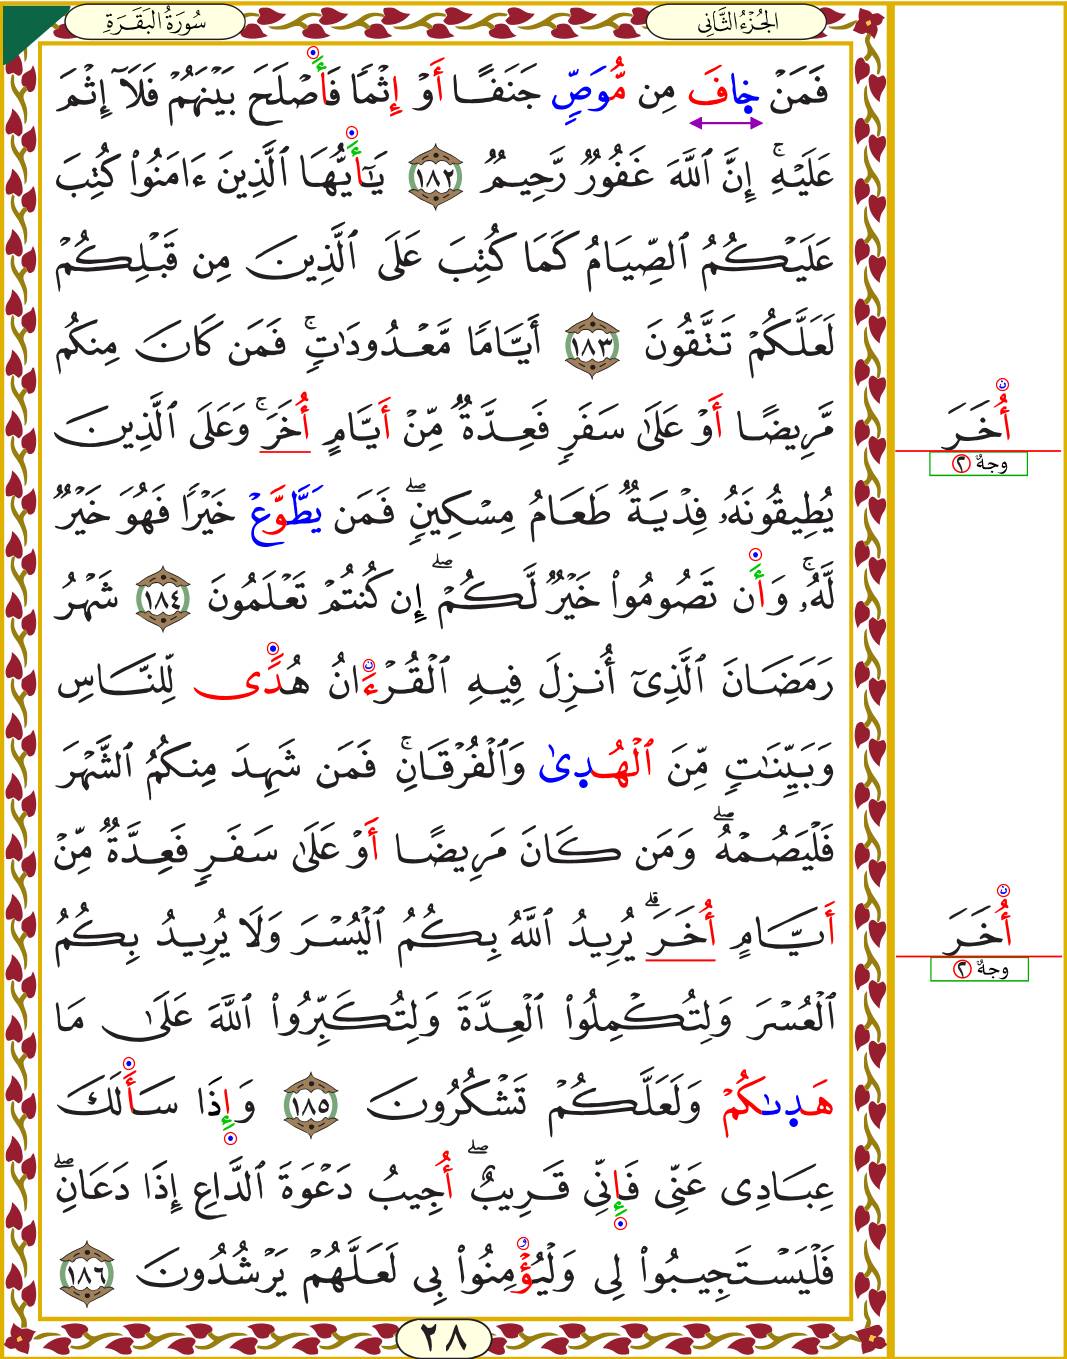 سُورَةُ البَقَرَةِ
الجُزْءُ الثَّانِي
فَمَنْ خَافَ مِن مُّوَصٍّ جَنَفًا أَوْ إِثْمًا فَأَصْلَحَ بَيْنَهُمْ فَلَآ إِثْمَ
عَلَيْهِ ۚ إِنَّ ٱللَّهَ غَفُورٌ رَّحِيمٌ ١٨٢ يَـٰٓأَيُّهَا ٱلَّذِينَ ءَامَنُوا۟ كُتِبَ
عَلَيْكُمُ ٱلصِّيَامُ كَمَا كُتِبَ عَلَى ٱلَّذِينَ مِن قَبْلِكُمْ
لَعَلَّكُمْ تَتَّقُونَ ١٨٣ أَيَّامًا مَّعْدُودَٰتٍ ۚ فَمَن كَانَ مِنكُم
مَّرِيضًا أَوْ عَلَىٰ سَفَرٍ فَعِدَّةٌ مِّنْ أَيَّامٍ أُخَرَ ۚ وَعَلَى ٱلَّذِينَ
يُطِيقُونَهُۥ فِدْيَةٌ طَعَامُ مِسْكِينٍ ۖ فَمَن يَطَّوَّعْ خَيْرًا فَهُوَ خَيْرٌ
لَّهُۥ ۚ وَأَن تَصُومُوا۟ خَيْرٌ لَّكُمْ ۖ إِن كُنتُمْ تَعْلَمُونَ ١٨٤ شَهْرُ
رَمَضَانَ ٱلَّذِىٓ أُنزِلَ فِيهِ ٱلْقُرْءَانُ هُدًى لِّلنَّاسِ
وَبَيِّنَـٰتٍ مِّنَ ٱلْهُدِىٰ وَٱلْفُرْقَانِ ۚ فَمَن شَهِدَ مِنكُمُ ٱلشَّهْرَ
فَلْيَصُمْهُ ۖ وَمَن كَانَ مَرِيضًا أَوْ عَلَىٰ سَفَرٍ فَعِدَّةٌ مِّنْ
أَيَّامٍ أُخَرَ ۗ يُرِيدُ ٱللَّهُ بِكُمُ ٱلْيُسْرَ وَلَا يُرِيدُ بِكُمُ
ٱلْعُسْرَ وَلِتُكْمِلُوا۟ ٱلْعِدَّةَ وَلِتُكَبِّرُوا۟ ٱللَّهَ عَلَىٰ مَا
هَدِىٰكُمْ وَلَعَلَّكُمْ تَشْكُرُونَ ١٨٥ وَإِذَا سَأَلَكَ
عِبَادِى عَنِّى فَإِنِّى قَرِيبٌ ۖ أُجِيبُ دَعْوَةَ ٱلدَّاعِ إِذَا دَعَانِ ۖ
فَلْيَسْتَجِيبُوا۟ لِى وَلْيُؤْمِنُوا۟ بِى لَعَلَّهُمْ يَرْشُدُونَ ١٨٦
٢٨
ن
أُخَرَ
وجهٌ ٢
ن
أُخَرَ
وجهٌ ٢